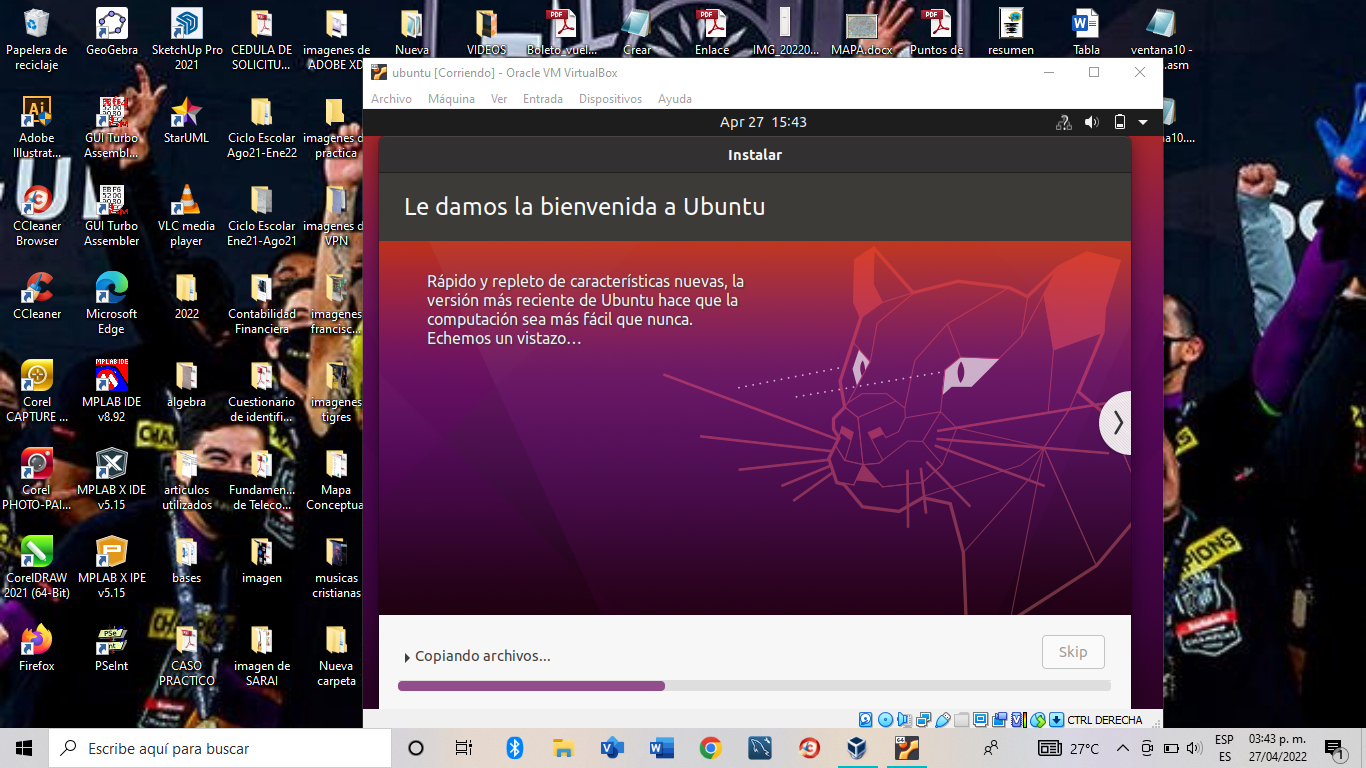 Papelera de
reciclaje
GeoGebra
SketchUp Pro
2021
CEDULA DE
SOLICITU...
imagenes de
ADOBE XD
Nueva
VIDEOS
Boleto_vuel...
Crear
Enlace
IMG_20220...
MAPA.docx
Puntos de
resumen
Tabla
ventana10 -
.asm
ubuntu [Corriendo] - Oracle VM VirtualBox
Archivo Máquina Ver Entrada Dispositivos Ayuda
Apr 27 15:43
Instalar
Le damos la bienvenida a Ubuntu
Rápido y repleto de características nuevas, la
versión más reciente de Ubuntu hace que la
computación sea más fácil que nunca.
Echemos un vistazo...
Copiando archivos...
Skip
CTRL DERECHA
Adobe
Illustrat...
GUI Turbo
Assembl...
StarUML
Ciclo Escolar
Ago21-Ene22
imagenes de
practica
na10....
CCleaner
Browser
GUI Turbo
Assembler
VLC media
player
Ciclo Escolar
Ene21-Ago21
imagenes d
VPN
CCleaner
Microsoft
Edge
2022
Contabilidad
Financiera
imagenes
francisc...
Corel
CAPTURE ...
MPLAB IDE
MPLAB IDE
v8.92
algebra
Cuestionario
de identifi...
imagenes
tigres
Corel
PHOTO-PAI...
MPLAB X IDE
v5.15
articulos
utilizados
Fundamen...
de Teleco...
Mapa
Conceptua
CorelDRAW
2021 (64-Bit)
MPLAB X IPE
v5.15
bases
imagen
musicas
cristianas
Firefox
PSeInt
CASO
PRACTICO
imagen de
SARAI
Nueva
carpeta
Escribe aquí para buscar
27°C
ESP
ES
03:43 p. m.
27/04/2022
1